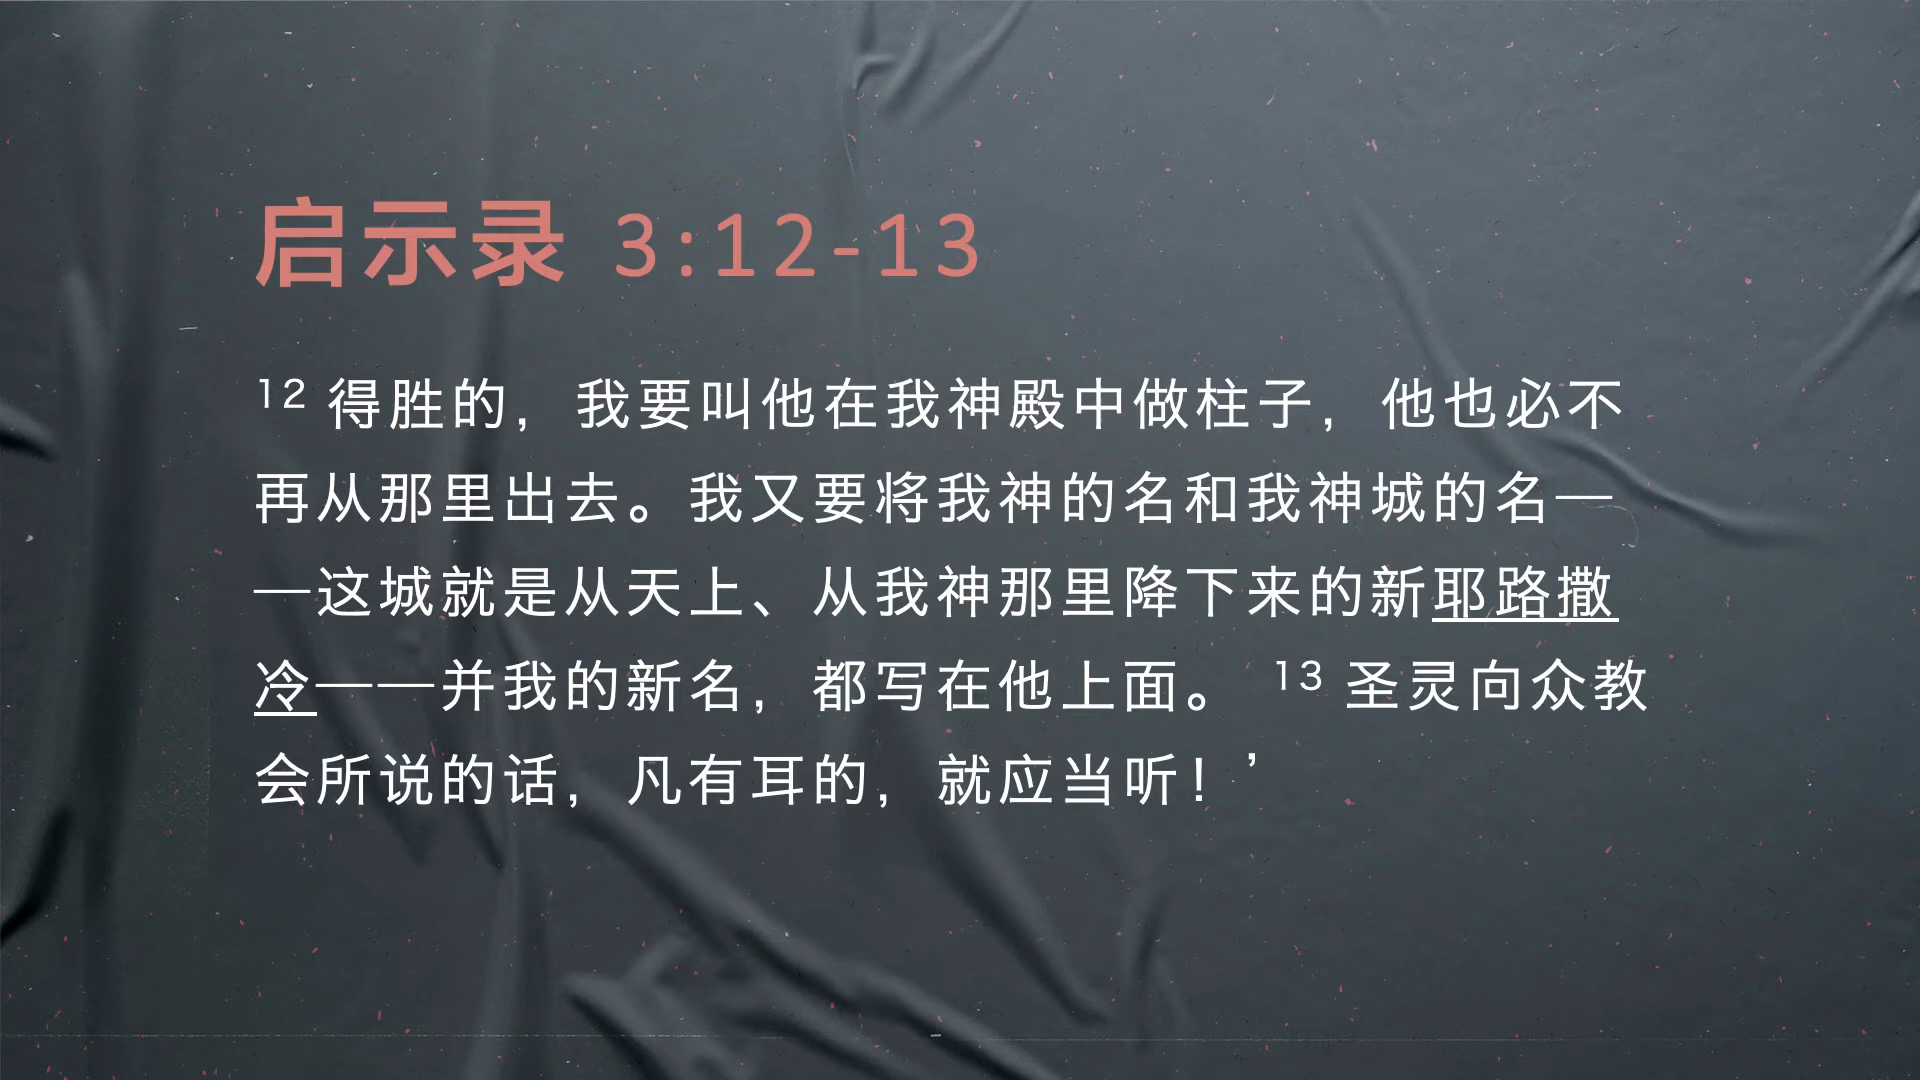 启示录 3:12-13
12 得胜的，我要叫他在我神殿中做柱子，他也必不
再从那里出去。我又要将我神的名和我神城的名—
—这城就是从天上、从我神那里降下来的新耶路撒
冷——并我的新名，都写在他上面。 13 圣灵向众教
会所说的话，凡有耳的，就应当听！’